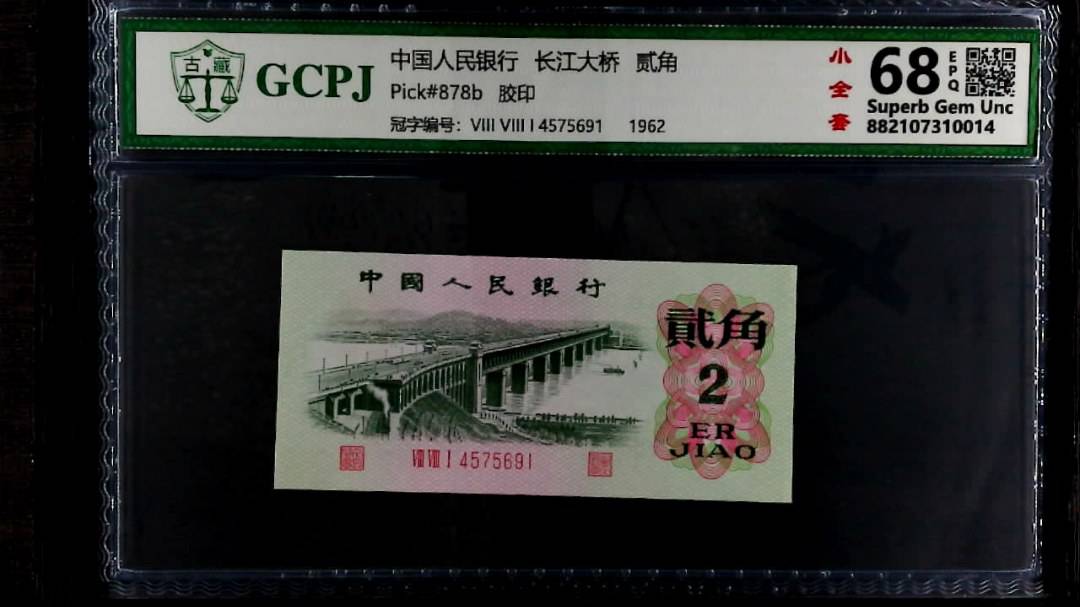 古 藏
GCPJ
中国人民银行 长江大桥 贰角
Pick#878b 胶印
冠字编号: VIII VIII I 4575691 1962
小全套
68
EPQ
Superb Gem Unc
882107310014
中國人民銀行
貳角
2
ER
JIAO
VIII VIII I 4575691